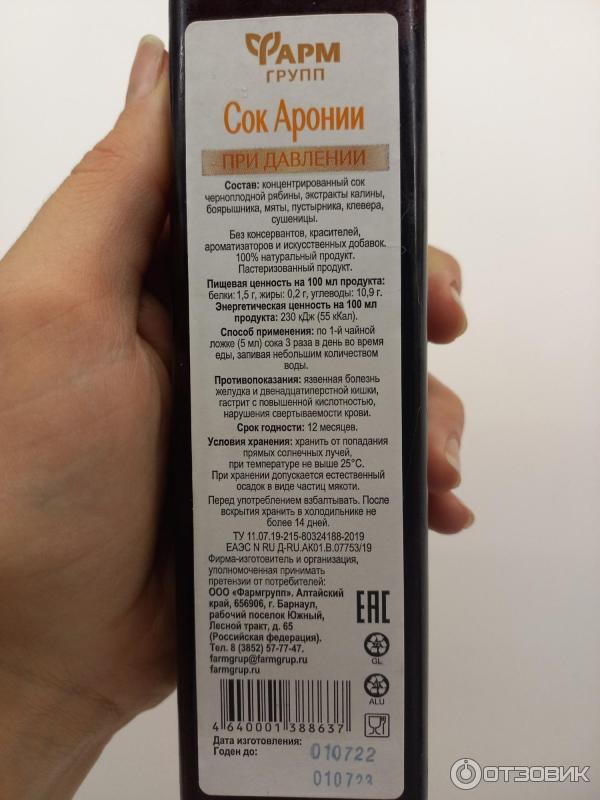 ФАРМ
ГРУПП
Сок Аронии
ПРИ ДАВЛЕНИИ
Состав: концентрированный сок
черноплодной рябины, экстракты калины,
боярышника, мяты, пустырника, клевера,
сушеницы.
Без консервантов, красителей,
ароматизаторов и искусственных добавок.
100% натуральный продукт.
Пастеризованный продукт.
Пищевая ценность на 100 мл продукта:
белки: 1,5 г, жиры: 0,2 г, углеводы: 10,9 г.
Энергетическая ценность на 100 мл
продукта: 230 кДж (55 кКал).
Способ применения: по 1-й чайной
ложке (5 мл) сока 3 раза в день во время
еды, запивая небольшим количеством
воды.
Противопоказания: язвенная болезнь
желудка и двенадцатиперстной кишки,
гастрит с повышенной кислотностью,
нарушения свертываемости крови.
Срок годности: 12 месяцев.
Условия хранения: хранить от попадания
прямых солнечных лучей,
при температуре не выше 25°С.
При хранении допускается естественный
осадок в виде частиц мякоти.
Перед употреблением взбалтывать. После
вскрытия хранить в холодильнике не
более 14 дней.
ТУ 11.07.19-215-80324188-2019
ЕАЭС N RU Д-RU.АК01.В.07753/19
Фирма-изготовитель и организация,
уполномоченная принимать
претензии от потребителей:
ООО «Фармгрупп». Алтайский
край, 656906, г. Барнаул,
рабочий поселок Южный,
Лесной тракт, д. 65
(Российская федерация).
Тел. 8 (3852) 57-77-47.
farmgrup@farmgrup.ru
farmgrup.ru
EAC
GL
ALU
4 640001 388637
Дата изготовления:
Годен до:
010722
010723
ОТЗОВИК